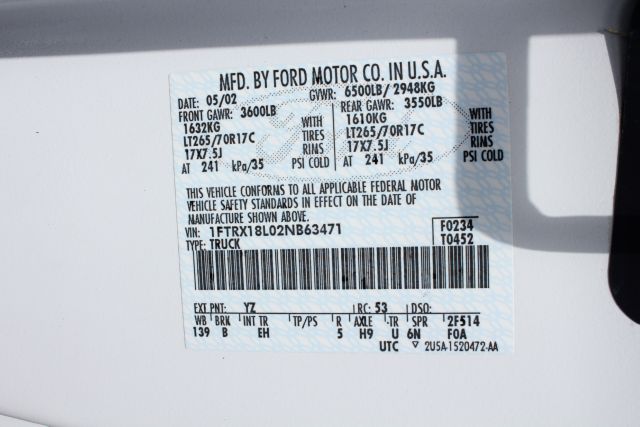 MFD. BY FORD MOTOR CO. IN U.S.A.
DATE 05/02 GVWR: 6500LB/ 2948KG
FRONT GAWR: 3600LB REAR GAWR: 3550LB
1632KG WITH 1610KG WITH
LT265/70R17C TIRES LT265/70R17C TIRES
17X7.5J RIMS 17X7.5J RIMS
AT 241 kPa/35 PSI COLD AT 241 kPa/35 PSI COLD
THIS VEHICLE CONFORMS TO ALL APPLICABLE FEDERAL MOTOR
VEHICLE SAFETY STANDARDS IN EFFECT ON THE DATE OF
MANUFACTURE SHOWN ABOVE.
VIN: 1FTRX18L02NB63471 F0234
TYPE: TRUCK T0452
EXT PNT: YZ RC: 53 DSO:
WB BRK INT TR TP/PS R AXLE TR SPR 2F514
139 B EH 5 H9 U 6N F0A
UTC 2U5A-1520472-AA